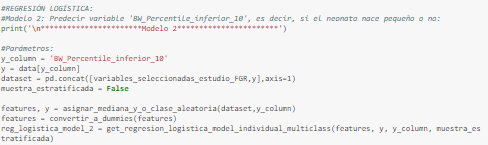 #REGRESIÓN LOGÍSTICA:
#Modelo 2: Predecir variable 'BW_Percentile_inferior_10', es decir, si el neonato nace pequeño o no:
print('\n***********************Modelo 2***********************')
#Parámetros:
y_column = 'BW_Percentile_inferior_10'
y = data[y_column]
dataset = pd.concat([variables_seleccionadas_estudio_FGR,y],axis=1)
muestra_estratificada = False
features, y = asignar_mediana_y_o_clase_aleatoria(dataset,y_column)
features = convertir_a_dummies(features)
reg_logistica_model_2 = get_regresion_logistica_model_individual_multiclass(features, y, y_column, muestra_es
tratificada)